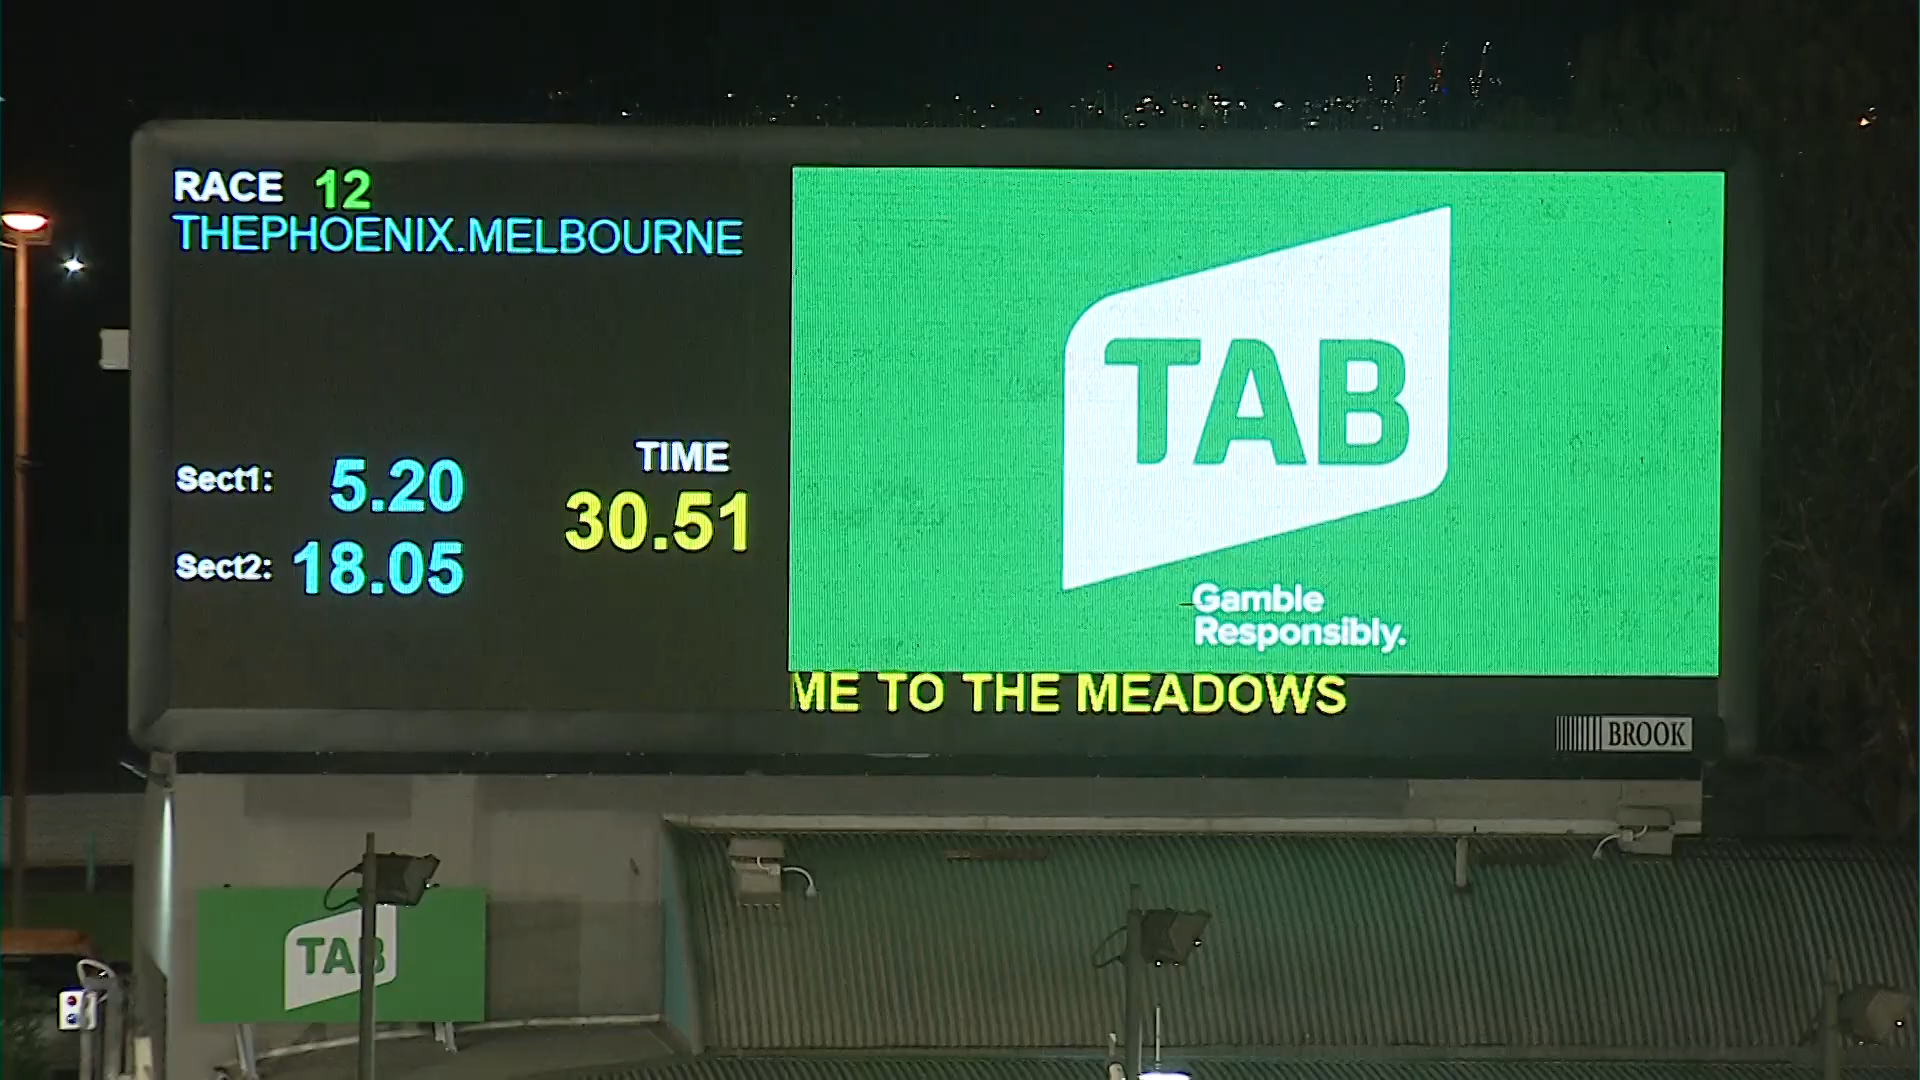 RACE 12
THEPHOENIX.MELBOURNE
TIME
Sect1: 5.20
30.51
Sect2: 18.05
TAB
Gamble
Responsibly.
ME TO THE MEADOWS
BROOK
TAB